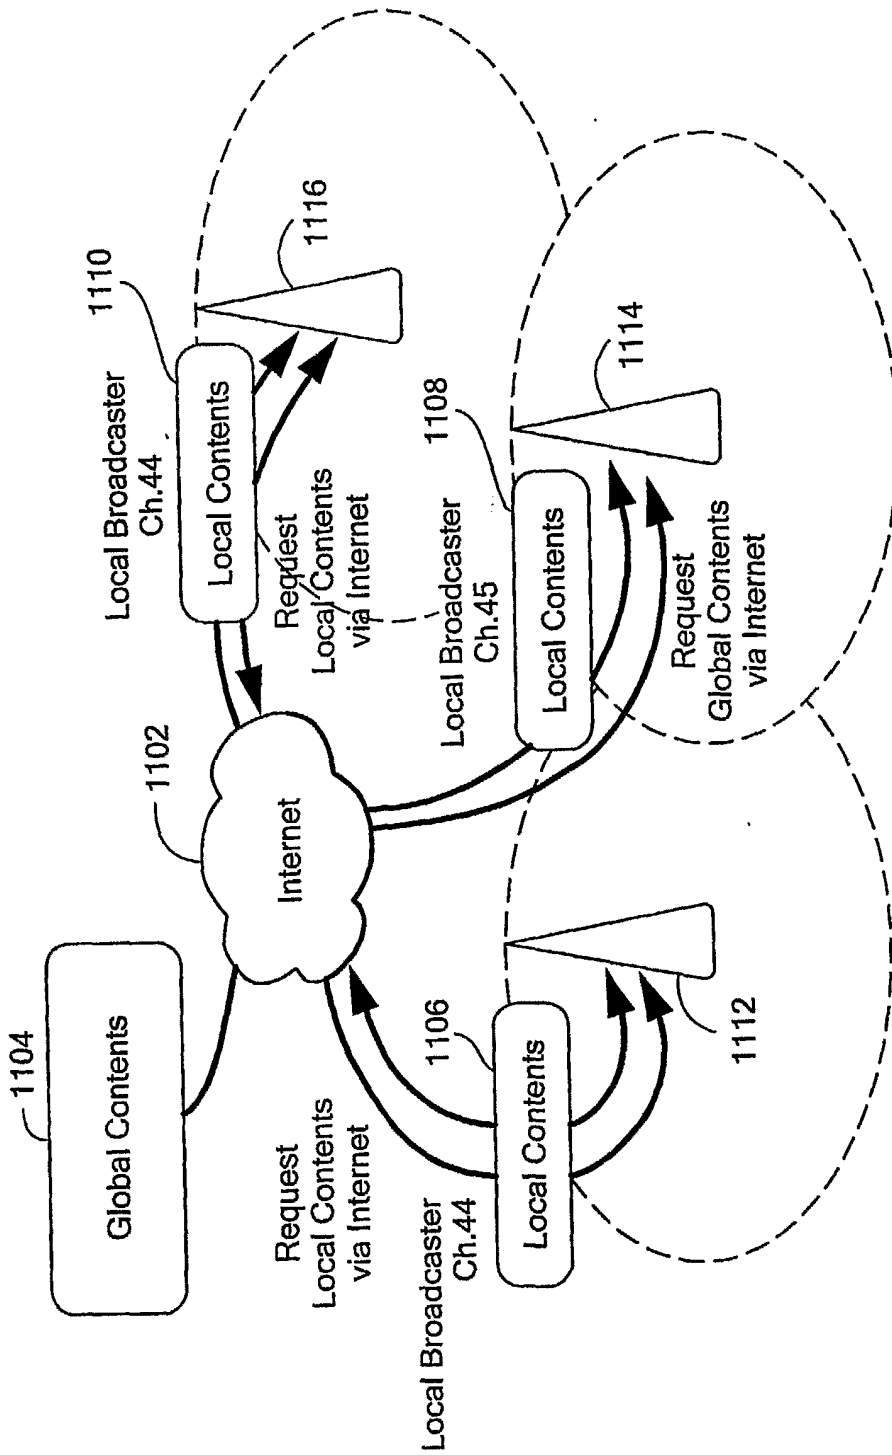 1104
Global Contents
1102
Internet
Local Broadcaster
Ch.44
1110
Local Contents
1116
Request
Local Contents
via Internet
Request
Local Contents
via Internet
Local Broadcaster
Ch.45
1108
Local Contents
1114
Request
Global Contents
via Internet
Local Broadcaster
Ch.44
1106
Local Contents
1112